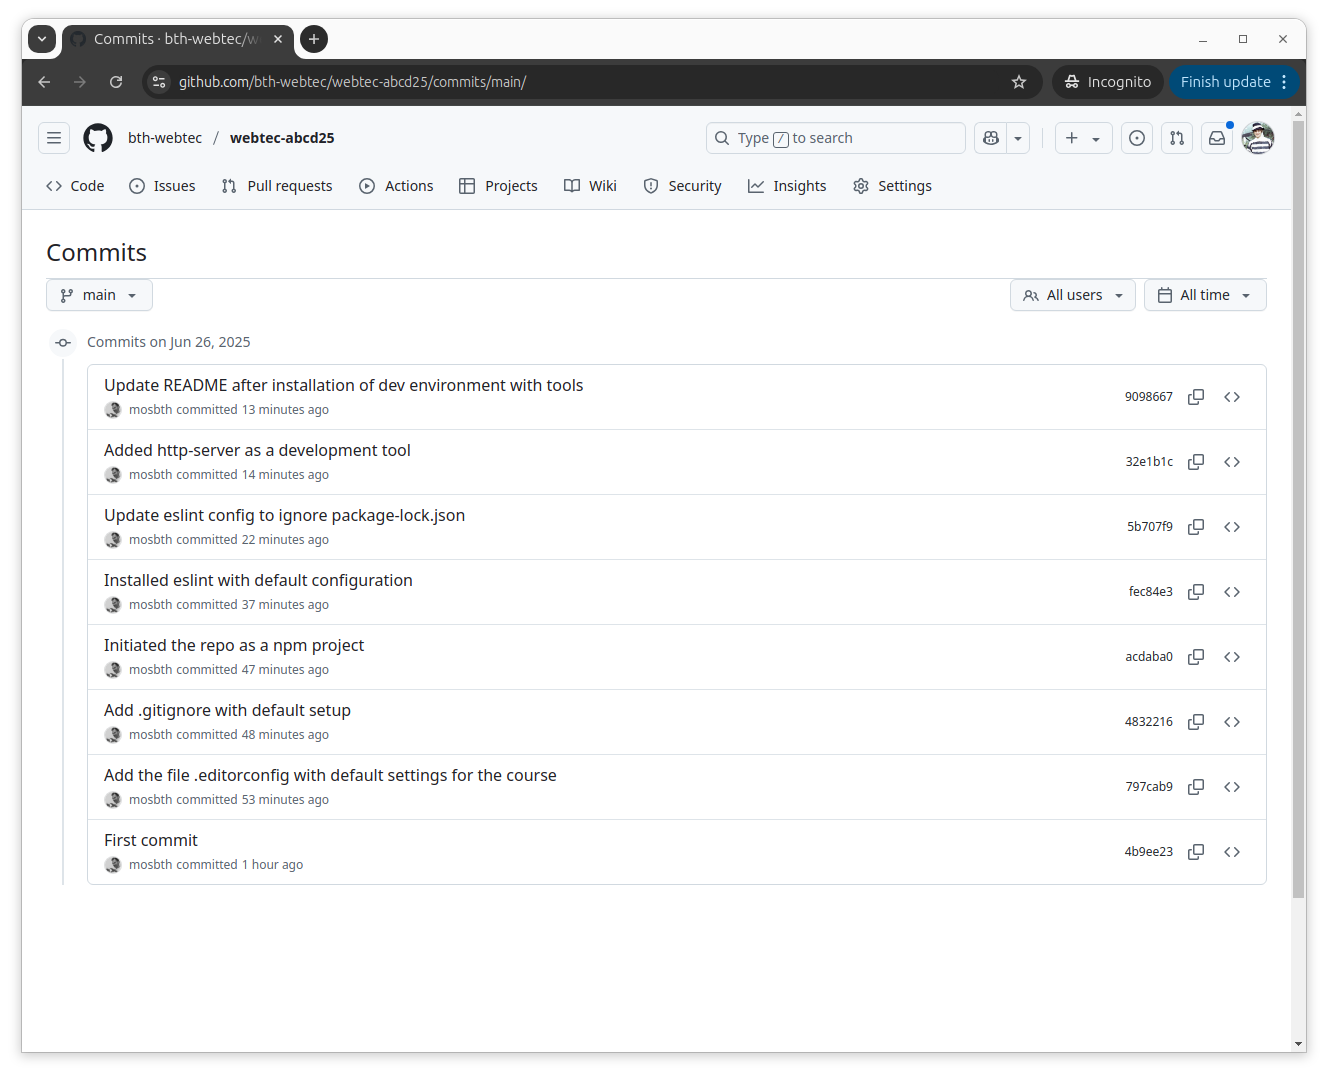 Commits · bth-webtec/we
github.com/bth-webtec/webtec-abcd25/commits/main/
Incognito
Finish update
bth-webtec / webtec-abcd25
Type / to search
Code
Issues
Pull requests
Actions
Projects
Wiki
Security
Insights
Settings
Commits
main
All users
All time
Commits on Jun 26, 2025
Update README after installation of dev environment with tools
mosbth committed 13 minutes ago
9098667
Added http-server as a development tool
mosbth committed 14 minutes ago
32e1b1c
Update eslint config to ignore package-lock.json
mosbth committed 22 minutes ago
5b707f9
Installed eslint with default configuration
mosbth committed 37 minutes ago
fec84e3
Initiated the repo as a npm project
mosbth committed 47 minutes ago
acdaba0
Add .gitignore with default setup
mosbth committed 48 minutes ago
4832216
Add the file .editorconfig with default settings for the course
mosbth committed 53 minutes ago
797cab9
First commit
mosbth committed 1 hour ago
4b9ee23